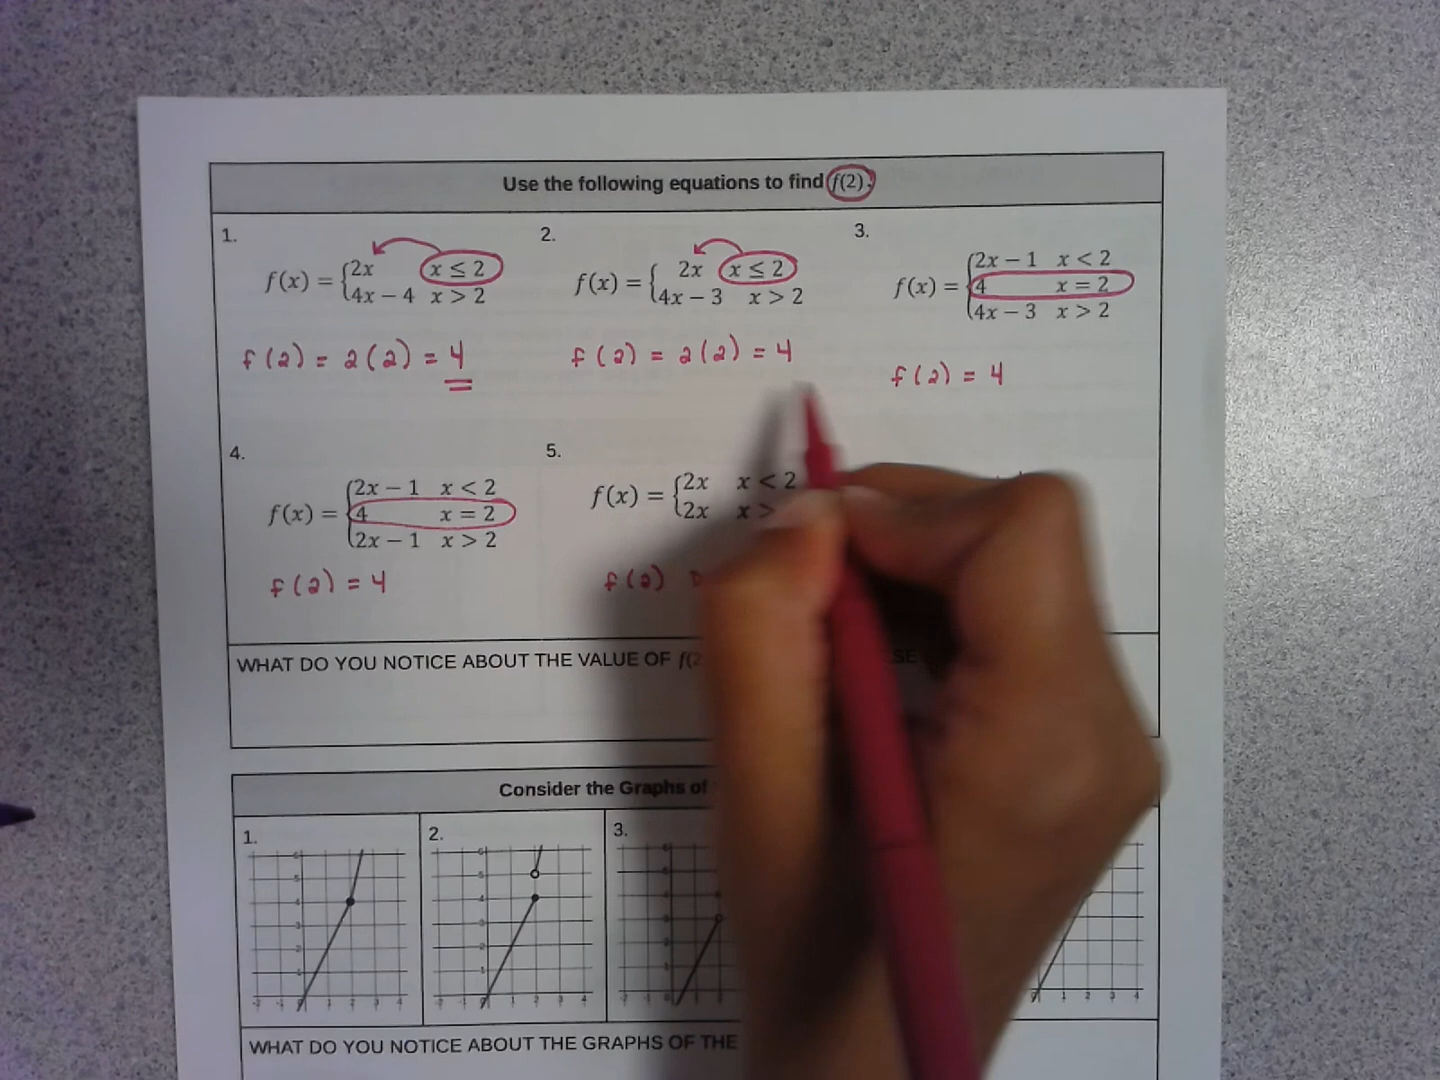 Use the following equations to find f(2).
1.
f(x) = {2x x ≤ 2
4x − 4 x > 2
f(2) = 2(2) = 4
2.
f(x) = { 2x x ≤ 2
4x − 3 x > 2
f(2) = 2(2) = 4
3.
f(x) = {2x − 1 x < 2
4 x = 2
4x − 3 x > 2
f(2) = 4
4.
f(x) = {2x − 1 x < 2
4 x = 2
2x − 1 x > 2
f(2) = 4
5.
f(x) = {2x x < 2
2x x >
f(2)
WHAT DO YOU NOTICE ABOUT THE VALUE OF f(2
Consider the Graphs of
1.
2.
3.
WHAT DO YOU NOTICE ABOUT THE GRAPHS OF THE